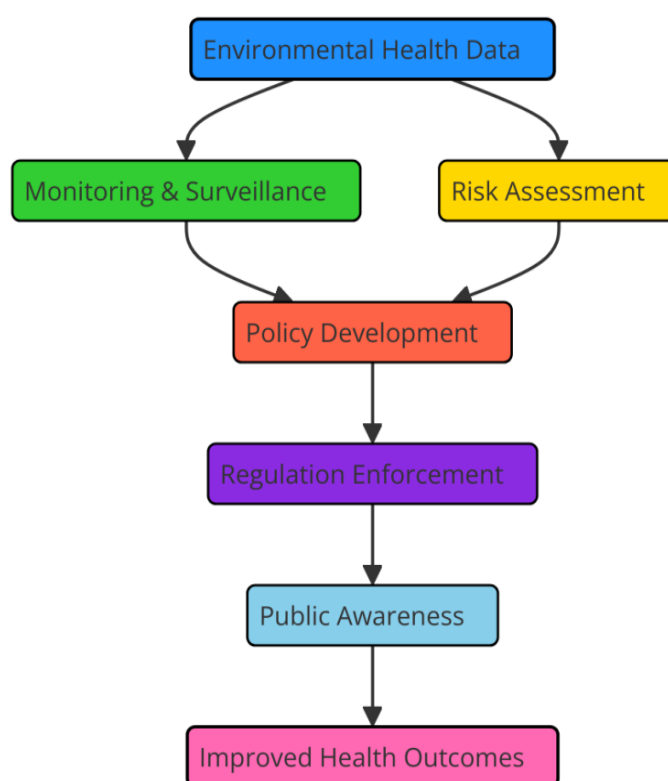 Environmental Health Data
Monitoring & Surveillance
Risk Assessment
Policy Development
Regulation Enforcement
Public Awareness
Improved Health Outcomes